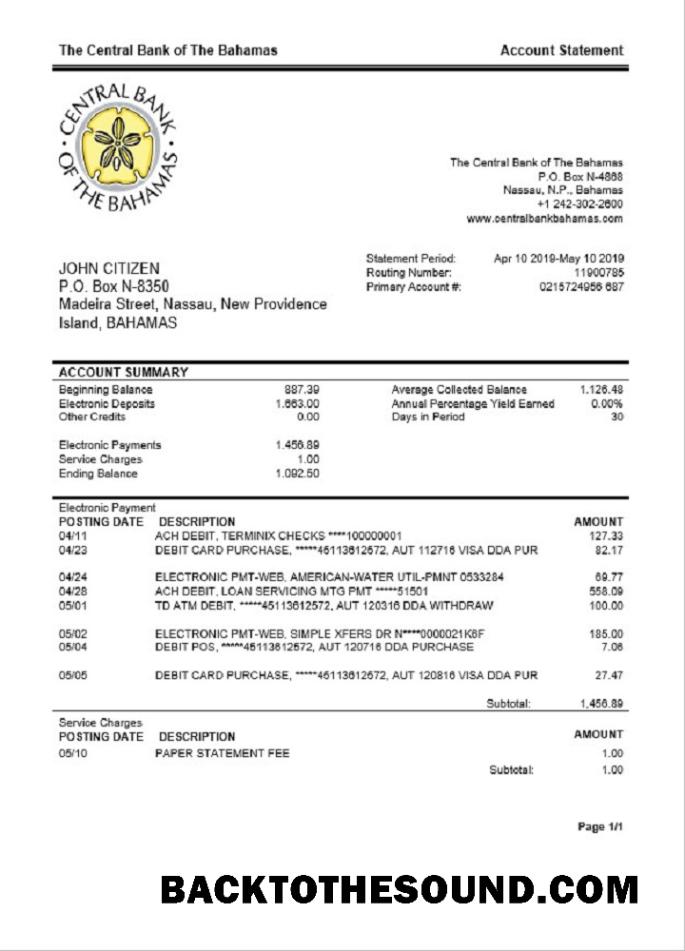 The Central Bank of The Bahamas Account Statement
CENTRAL BANK OF THE BAHAMAS
The Central Bank of The Bahamas
P.O. Box N-4868
Nassau, N.P., Bahamas
+1 242-302-2600
www.centralbankbahamas.com
JOHN CITIZEN
P.O. Box N-8350
Madeira Street, Nassau, New Providence
Island, BAHAMAS
Statement Period: Apr 10 2019-May 10 2019
Routing Number: 11900785
Primary Account #: 0215724956 687
ACCOUNT SUMMARY
Beginning Balance 887.39 Average Collected Balance 1.126.48
Electronic Deposits 1.663.00 Annual Percentage Yield Earned 0.00%
Other Credits 0.00 Days in Period 30
Electronic Payments 1.456.89
Service Charges 1.00
Ending Balance 1.092.50
Electronic Payment
POSTING DATE DESCRIPTION AMOUNT
04/11 ACH DEBIT, TERMINIX CHECKS ****100000001 127.33
04/23 DEBIT CARD PURCHASE, *****45113612572, AUT 112716 VISA DDA PUR 82.17
04/24 ELECTRONIC PMT-WEB, AMERICAN-WATER UTIL-PMNT 0533284 69.77
04/28 ACH DEBIT, LOAN SERVICING MTG PMT *****51501 558.09
05/01 TD ATM DEBIT, *****45113612572, AUT 120316 DDA WITHDRAW 100.00
05/02 ELECTRONIC PMT-WEB, SIMPLE XFERS DR N****0000021K6F 185.00
05/04 DEBIT POS, *****45113612572, AUT 120716 DDA PURCHASE 7.06
05/05 DEBIT CARD PURCHASE, *****45113612572, AUT 120816 VISA DDA PUR 27.47
Subtotal: 1,456.89
Service Charges
POSTING DATE DESCRIPTION AMOUNT
05/10 PAPER STATEMENT FEE 1.00
Subtotal: 1.00
Page 1/1
BACKTOTHESOUND.COM